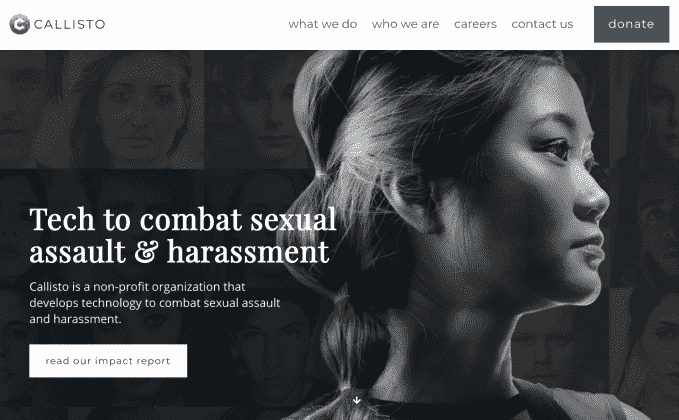 CALLISTO
what we do who we are careers contact us donate
Tech to combat sexual
assault & harassment
Callisto is a non-profit organization that
develops technology to combat sexual assault
and harassment.
read our impact report